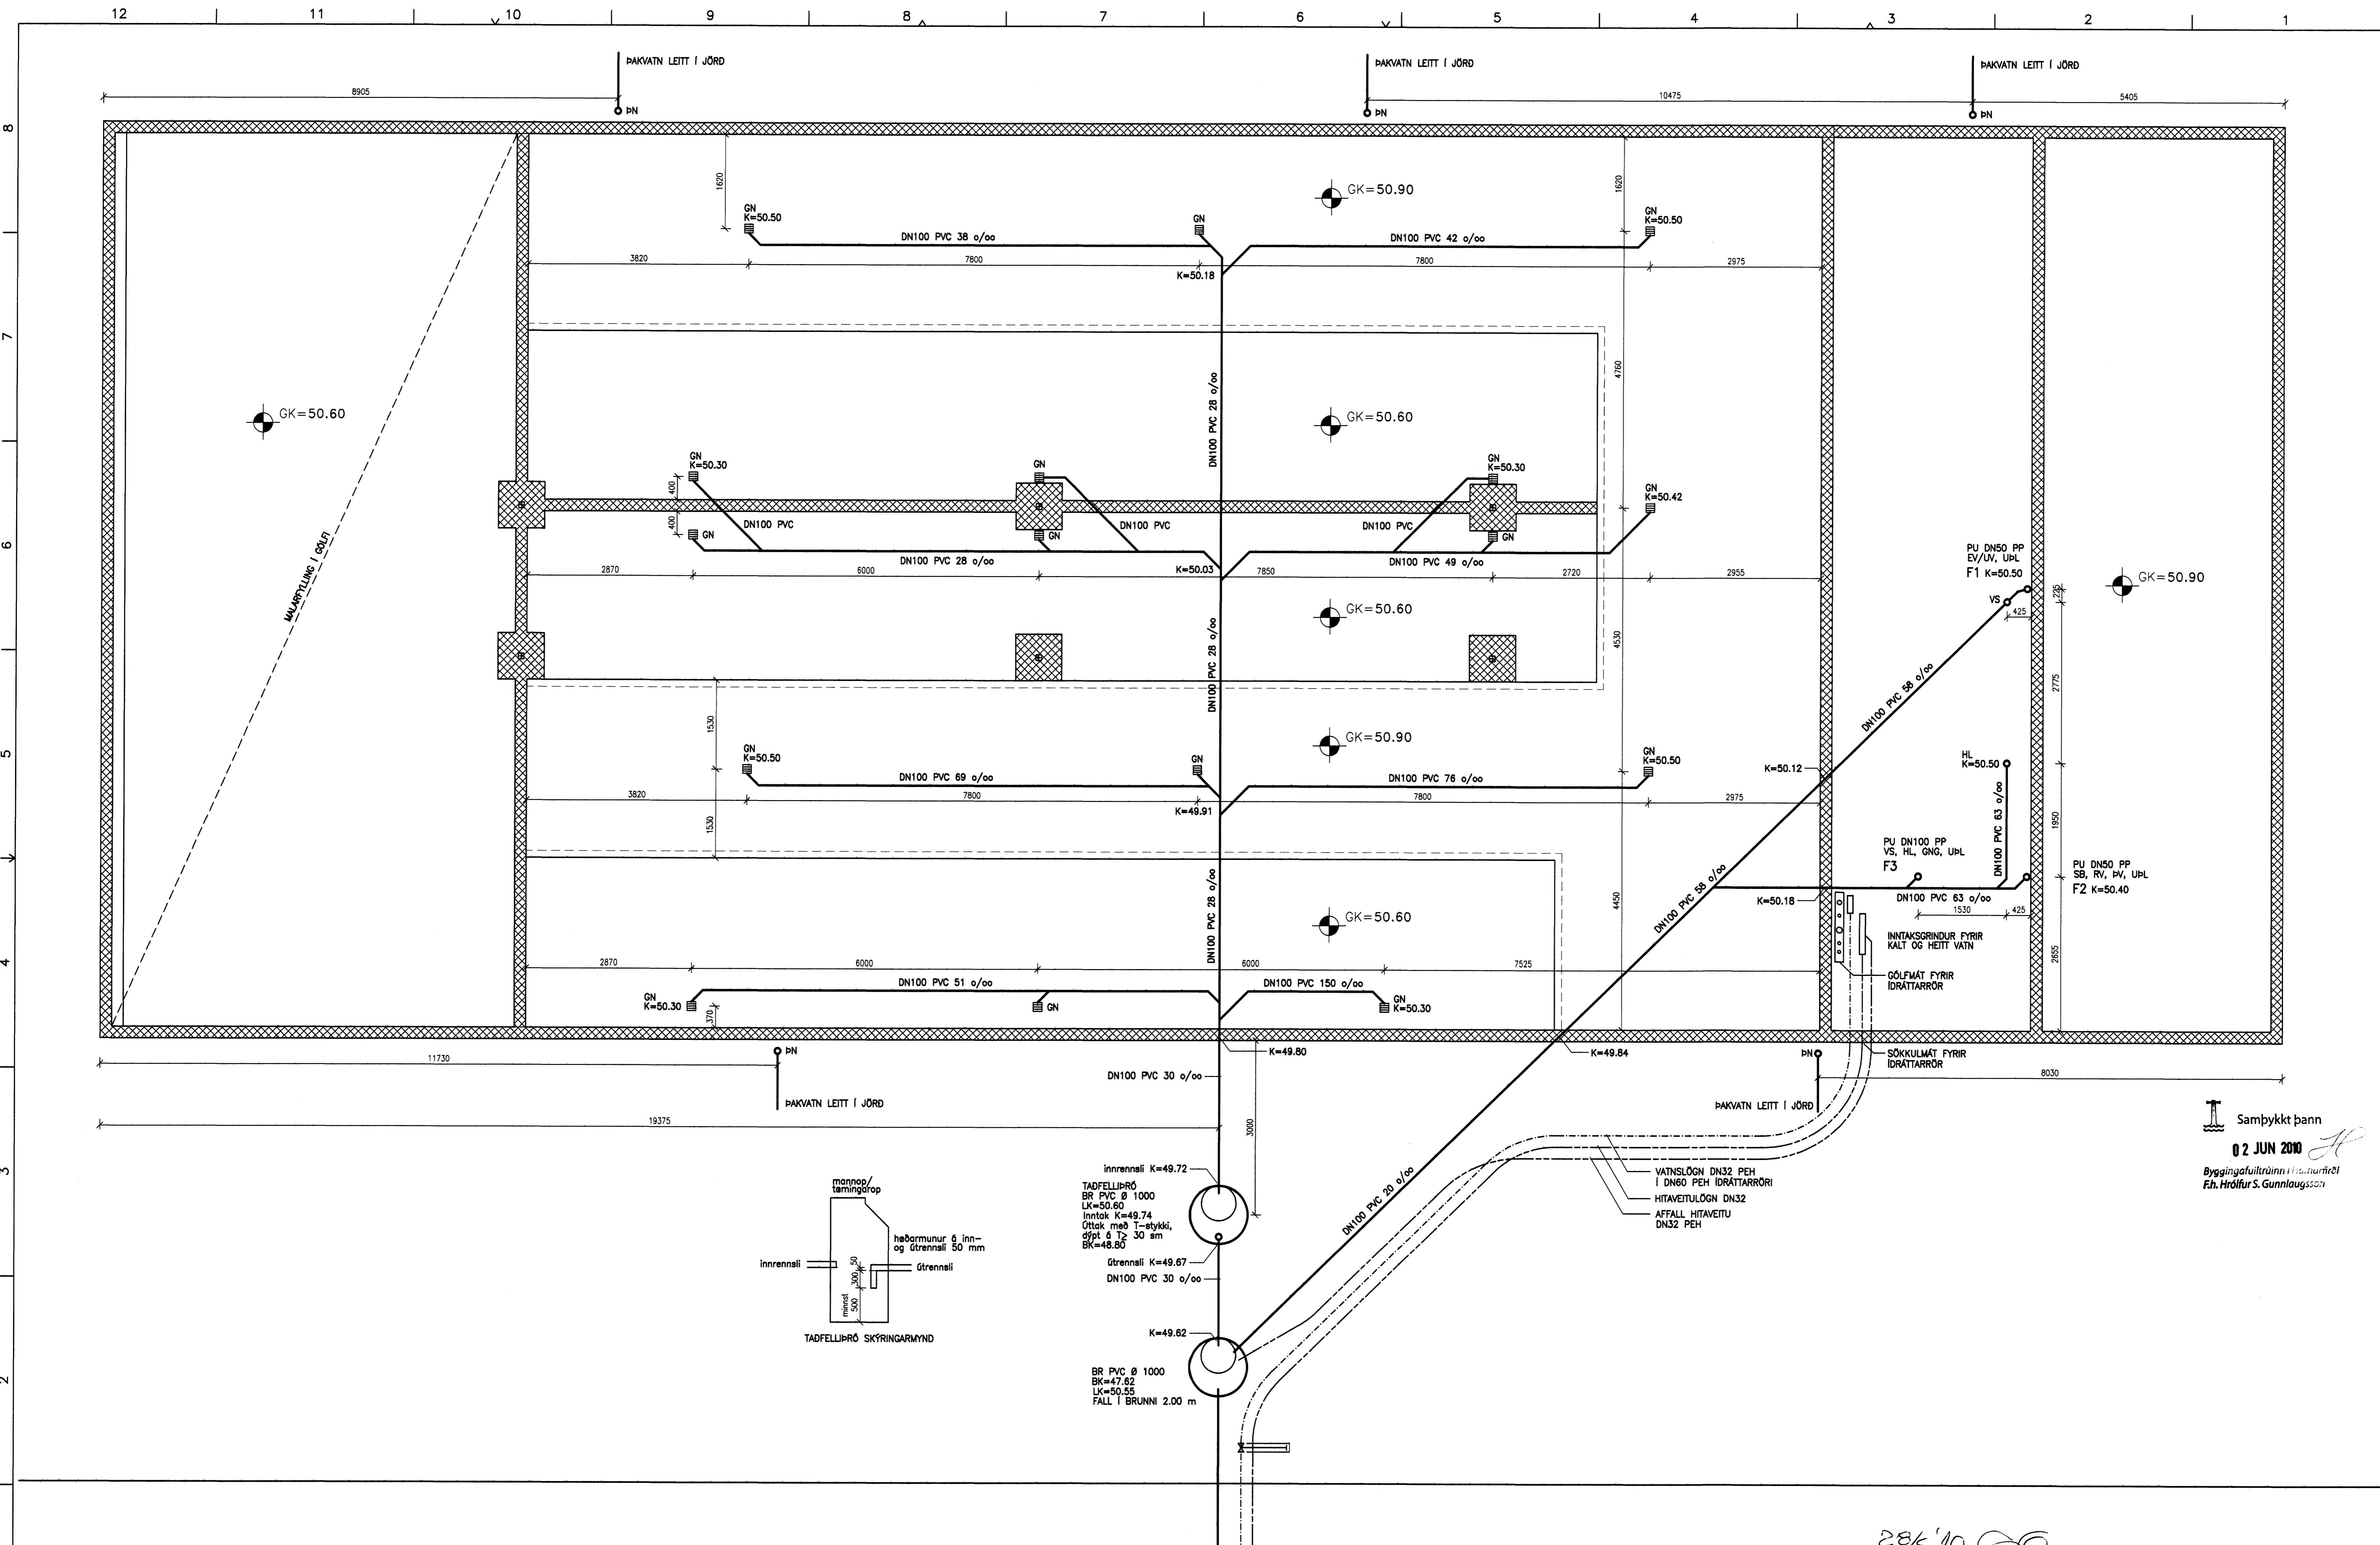 12 11 10 9 8 7 6 5 4 3 2 1
8
7
6
5
4
3
2
ÞAKVATN LEITT Í JÖRÐ
ÞN
ÞAKVATN LEITT Í JÖRÐ
ÞN
ÞAKVATN LEITT Í JÖRÐ
ÞN
8905
10475
5405
1620
1620
GK=50.90
GN
K=50.50
GN
GN
K=50.50
DN100 PVC 38 o/oo
DN100 PVC 42 o/oo
3820
7800
7800
2975
K=50.18
DN100 PVC 28 o/oo
4760
GK=50.60
GK=50.60
MALARFYLLING Í GÓLFI
GN
K=50.30
GN
GN
K=50.30
GN
K=50.42
400
400
DN100 PVC
DN100 PVC
DN100 PVC
GN
GN
GN
DN100 PVC 28 o/oo
DN100 PVC 49 o/oo
2870
6000
K=50.03
7850
2720
2955
GK=50.60
DN100 PVC 28 o/oo
4530
PU DN50 PP
EV/UV, UÞL
F1 K=50.50
VS
225
425
GK=50.90
2775
DN100 PVC 58 o/oo
1530
GK=50.90
GN
K=50.50
GN
GN
K=50.50
DN100 PVC 69 o/oo
DN100 PVC 76 o/oo
3820
7800
7800
2975
K=49.91
1530
K=50.12
HL
K=50.50
DN100 PVC 63 o/oo
1950
PU DN100 PP
VS, HL, GNG, UÞL
F3
PU DN50 PP
SB, RV, ÞV, UÞL
F2 K=50.40
DN100 PVC 28 o/oo
4450
DN100 PVC 58 o/oo
K=50.18
DN100 PVC 63 o/oo
1530
425
GK=50.60
INNTAKSGRINDUR FYRIR
KALT OG HEITT VATN
2655
GÓLFMÁT FYRIR
ÍDRÁTTARRÖR
2870
6000
6000
7525
DN100 PVC 51 o/oo
DN100 PVC 150 o/oo
GN
K=50.30
370
GN
GN
K=50.30
11730
ÞN
K=49.80
K=49.84
ÞN
SÖKKULMÁT FYRIR
ÍDRÁTTARRÖR
8030
DN100 PVC 30 o/oo
ÞAKVATN LEITT Í JÖRÐ
ÞAKVATN LEITT Í JÖRÐ
19375
3000
Samþykkt þann
02 JUN 2010
Byggingafulltrúinn í Hafnarfirði
F.h. Hrólfur S. Gunnlaugsson
innrennsli K=49.72
TAÐFELLIÞRÓ
BR PVC Ø 1000
LK=50.60
Inntak K=49.74
Úttak með T-stykki,
dýpt á T≥ 30 sm
BK=48.80
útrennsli K=49.67
DN100 PVC 30 o/oo
DN100 PVC 20 o/oo
VATNSLÖGN DN32 PEH
Í DN60 PEH ÍDRÁTTARRÖRI
HITAVEITULÖGN DN32
AFFALL HITAVEITU
DN32 PEH
mannop/
tæmingarop
hæðarmunur á inn-
og útrennsli 50 mm
innrennsli
útrennsli
50
300
minnst
500
TAÐFELLIÞRÓ SKÝRINGARMYND
K=49.62
BR PVC Ø 1000
BK=47.62
LK=50.55
FALL Í BRUNNI 2.00 m